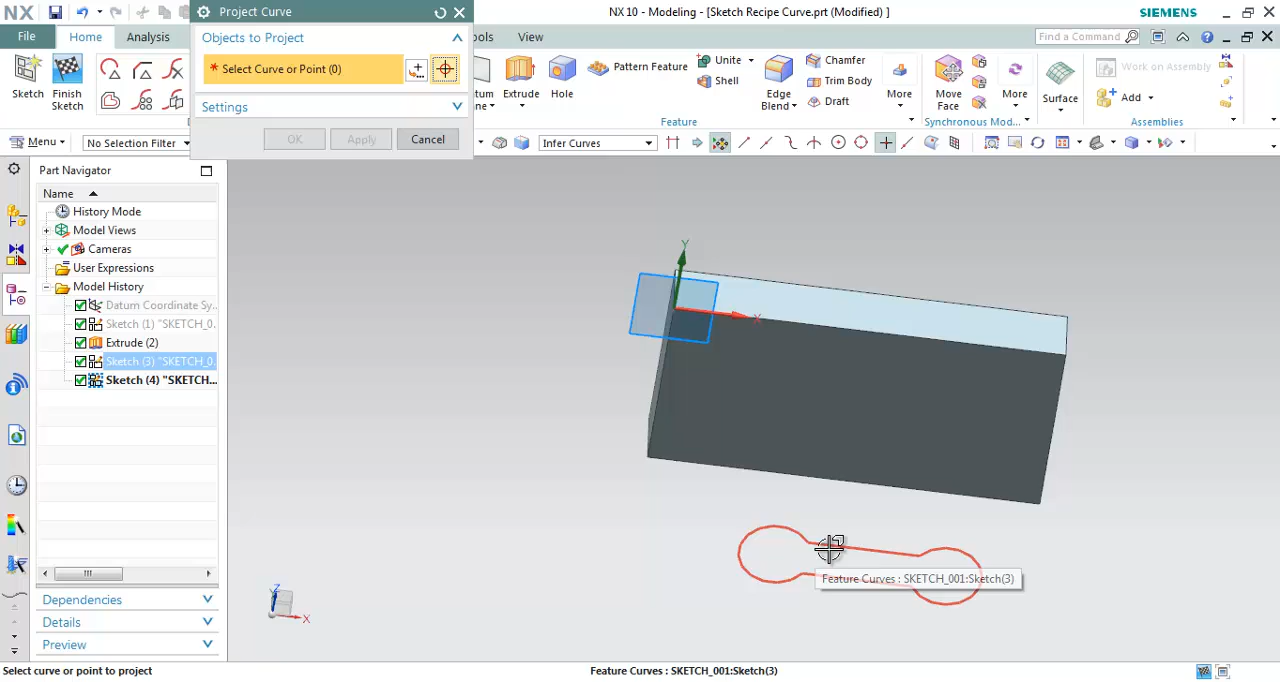 NX
Project Curve
NX 10 - Modeling - [Sketch Recipe Curve.prt (Modified) ]
SIEMENS
File
Home
Analysis
ols
View
Find a Command
Objects to Project
* Select Curve or Point (0)
Settings
OK
Apply
Cancel
Sketch
Finish
Sketch
tum
ne
Extrude
Hole
Pattern Feature
Unite
Shell
Edge
Blend
Chamfer
Trim Body
Draft
More
Feature
Move
Face
More
Synchronous Mod...
Surface
Work on Assembly
Add
Assemblies
Menu
No Selection Filter
Infer Curves
Part Navigator
Name
History Mode
Model Views
Cameras
User Expressions
Model History
Datum Coordinate Sy...
Sketch (1) "SKETCH_0...
Extrude (2)
Sketch (3) "SKETCH_0...
Sketch (4) "SKETCH...
Dependencies
Details
Preview
Y
X
Z
X
Feature Curves : SKETCH_001:Sketch(3)
Select curve or point to project
Feature Curves : SKETCH_001:Sketch(3)